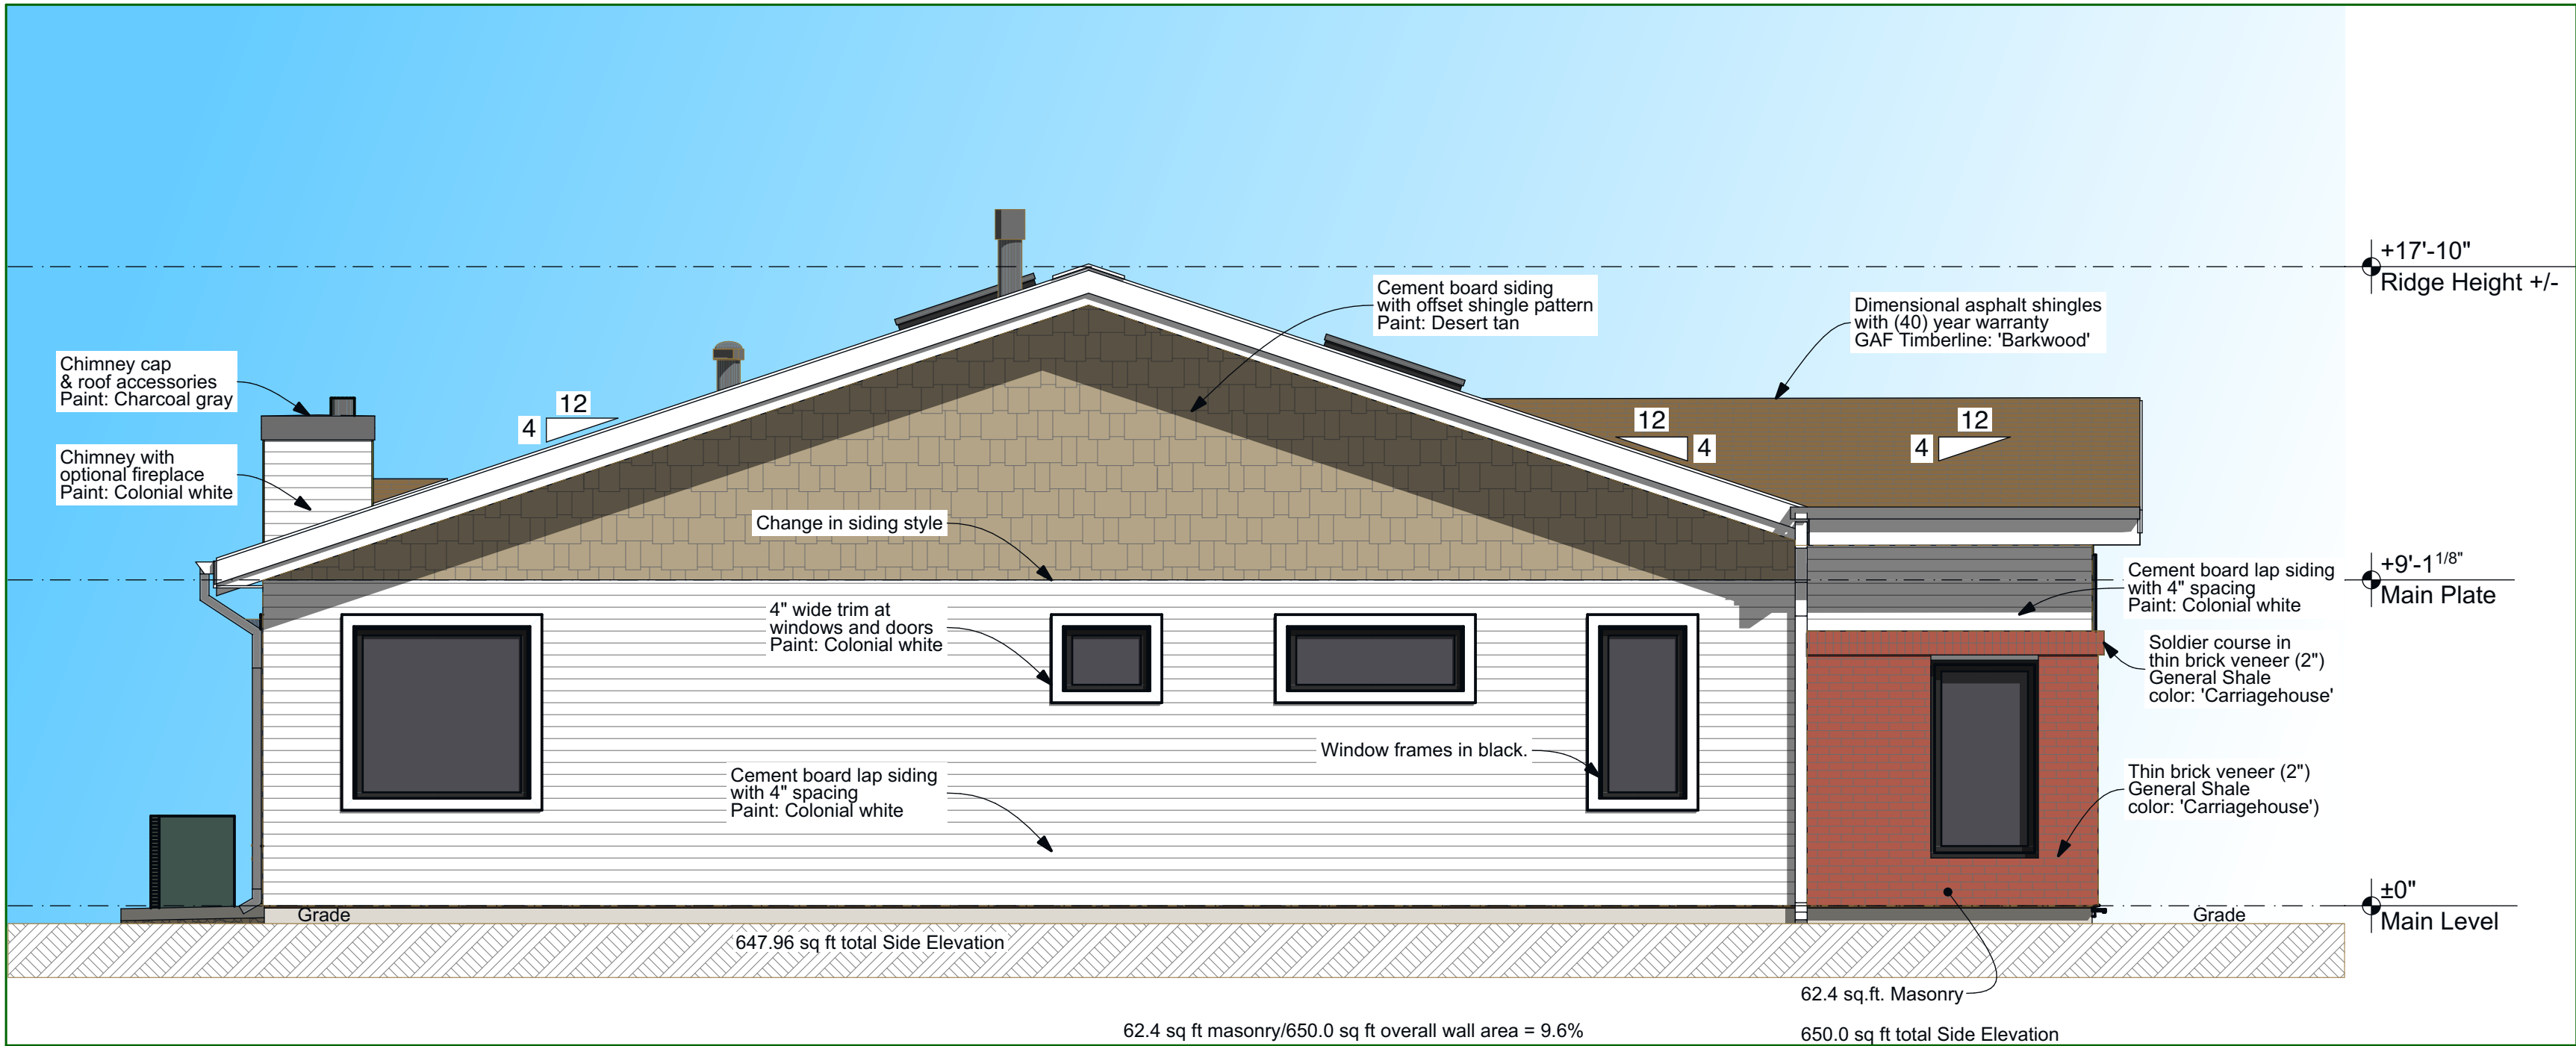 +17'-10"
Ridge Height +/-
Cement board siding
with offset shingle pattern
Paint: Desert tan
Dimensional asphalt shingles
with (40) year warranty
GAF Timberline: 'Barkwood'
Chimney cap
& roof accessories
Paint: Charcoal gray
12
4
12
4
12
4
Chimney with
optional fireplace
Paint: Colonial white
Change in siding style
+9'-1 1/8"
Main Plate
Cement board lap siding
with 4" spacing
Paint: Colonial white
4" wide trim at
windows and doors
Paint: Colonial white
Soldier course in
thin brick veneer (2")
General Shale
color: 'Carriagehouse'
Window frames in black.
Cement board lap siding
with 4" spacing
Paint: Colonial white
Thin brick veneer (2")
General Shale
color: 'Carriagehouse')
±0"
Main Level
Grade
Grade
647.96 sq ft total Side Elevation
62.4 sq.ft. Masonry
62.4 sq ft masonry/650.0 sq ft overall wall area = 9.6%
650.0 sq ft total Side Elevation